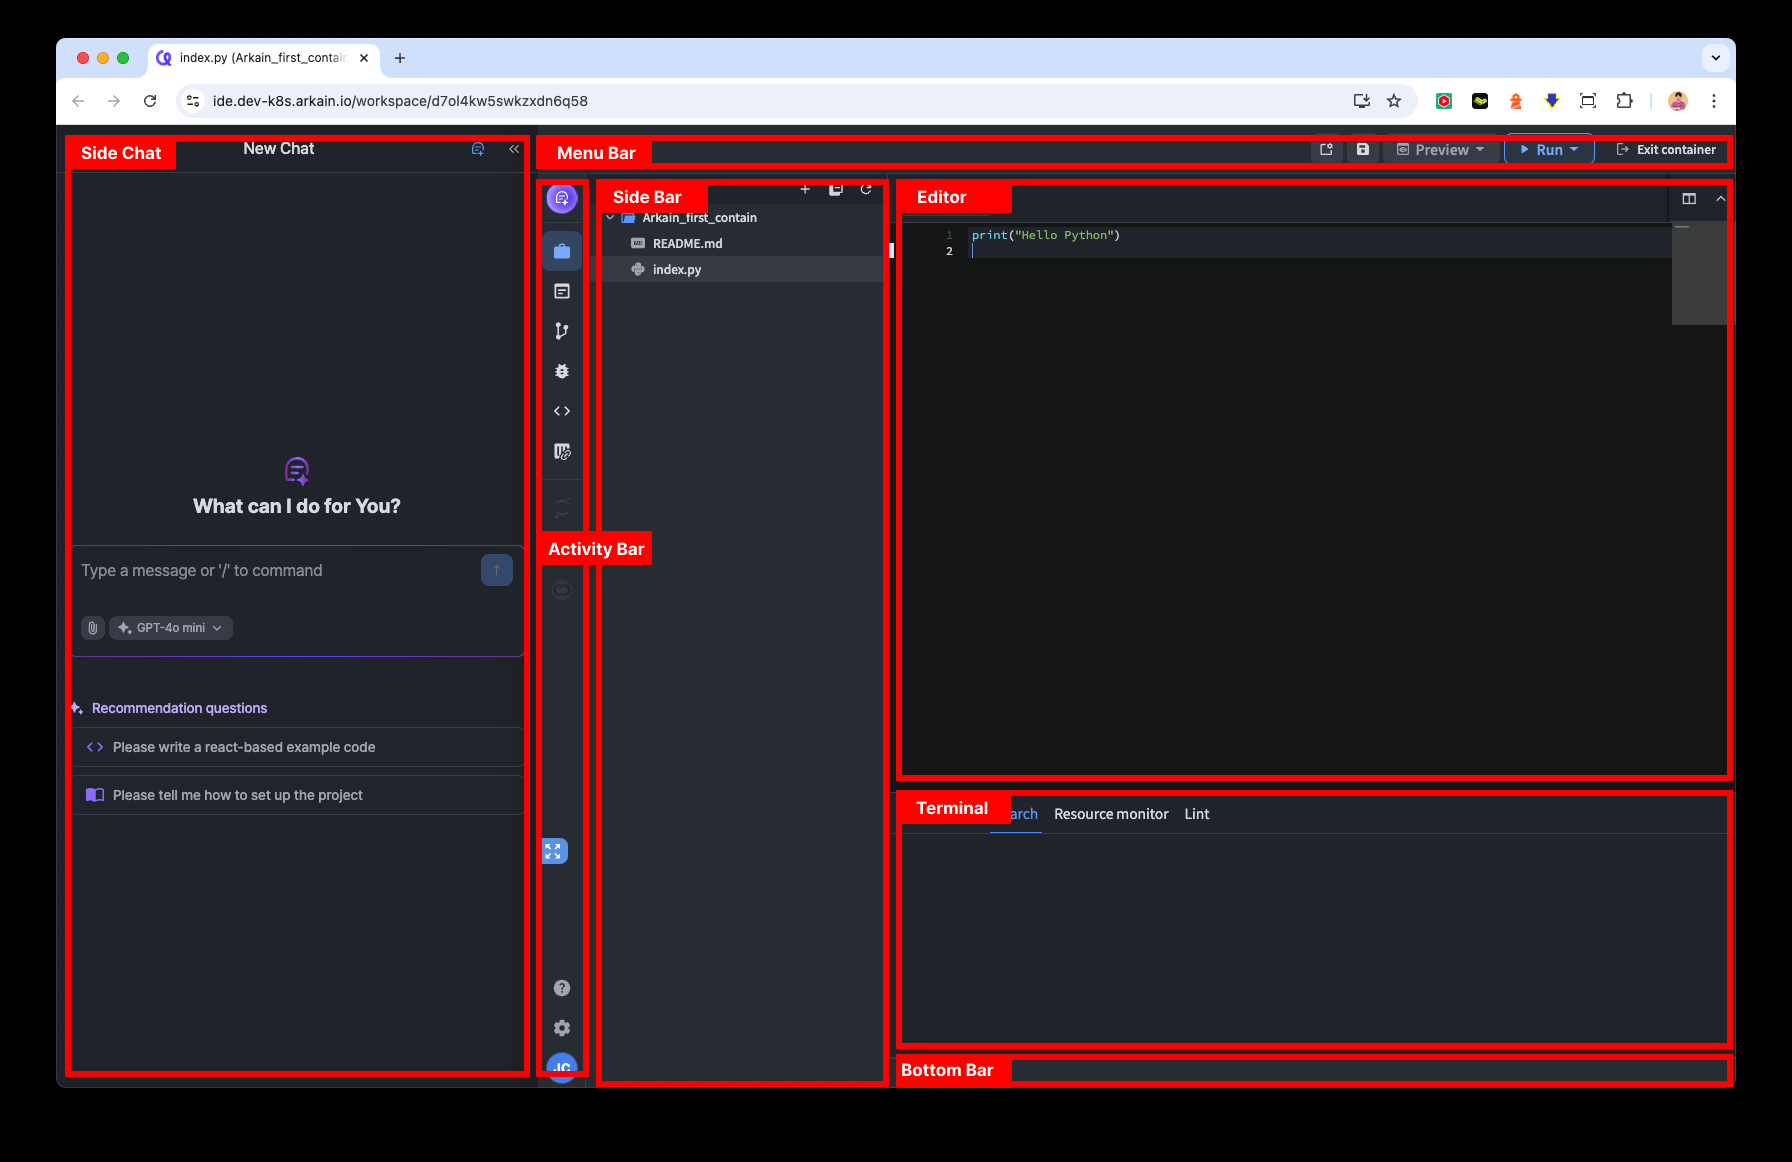 index.py (Arkain_first_contain
ide.dev-k8s.arkain.io/workspace/d7ol4kw5swkzxdn6q58
Side Chat
New Chat
Menu Bar
Preview
Run
Exit container
Side Bar
Editor
Arkain_first_contain
README.md
index.py
1 print("Hello Python")
2
What can I do for You?
Activity Bar
Type a message or '/' to command
GPT-4o mini
Recommendation questions
Please write a react-based example code
Please tell me how to set up the project
Terminal
arch
Resource monitor
Lint
JC
Bottom Bar